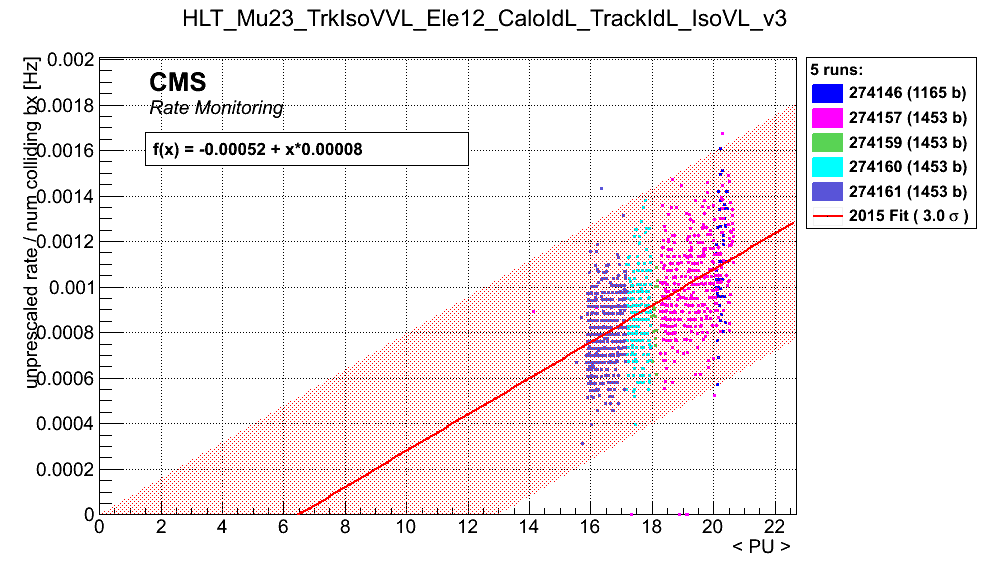 HLT_Mu23_TrkIsoVVL_Ele12_CaloIdL_TrackIdL_IsoVL_v3
unprescaled rate / num colliding bx [Hz]
0.002
0.0018
0.0016
0.0014
0.0012
0.001
0.0008
0.0006
0.0004
0.0002
0
CMS
Rate Monitoring
f(x) = -0.00052 + x*0.00008
5 runs:
274146 (1165 b)
274157 (1453 b)
274159 (1453 b)
274160 (1453 b)
274161 (1453 b)
2015 Fit ( 3.0 σ )
0 2 4 6 8 10 12 14 16 18 20 22
< PU >